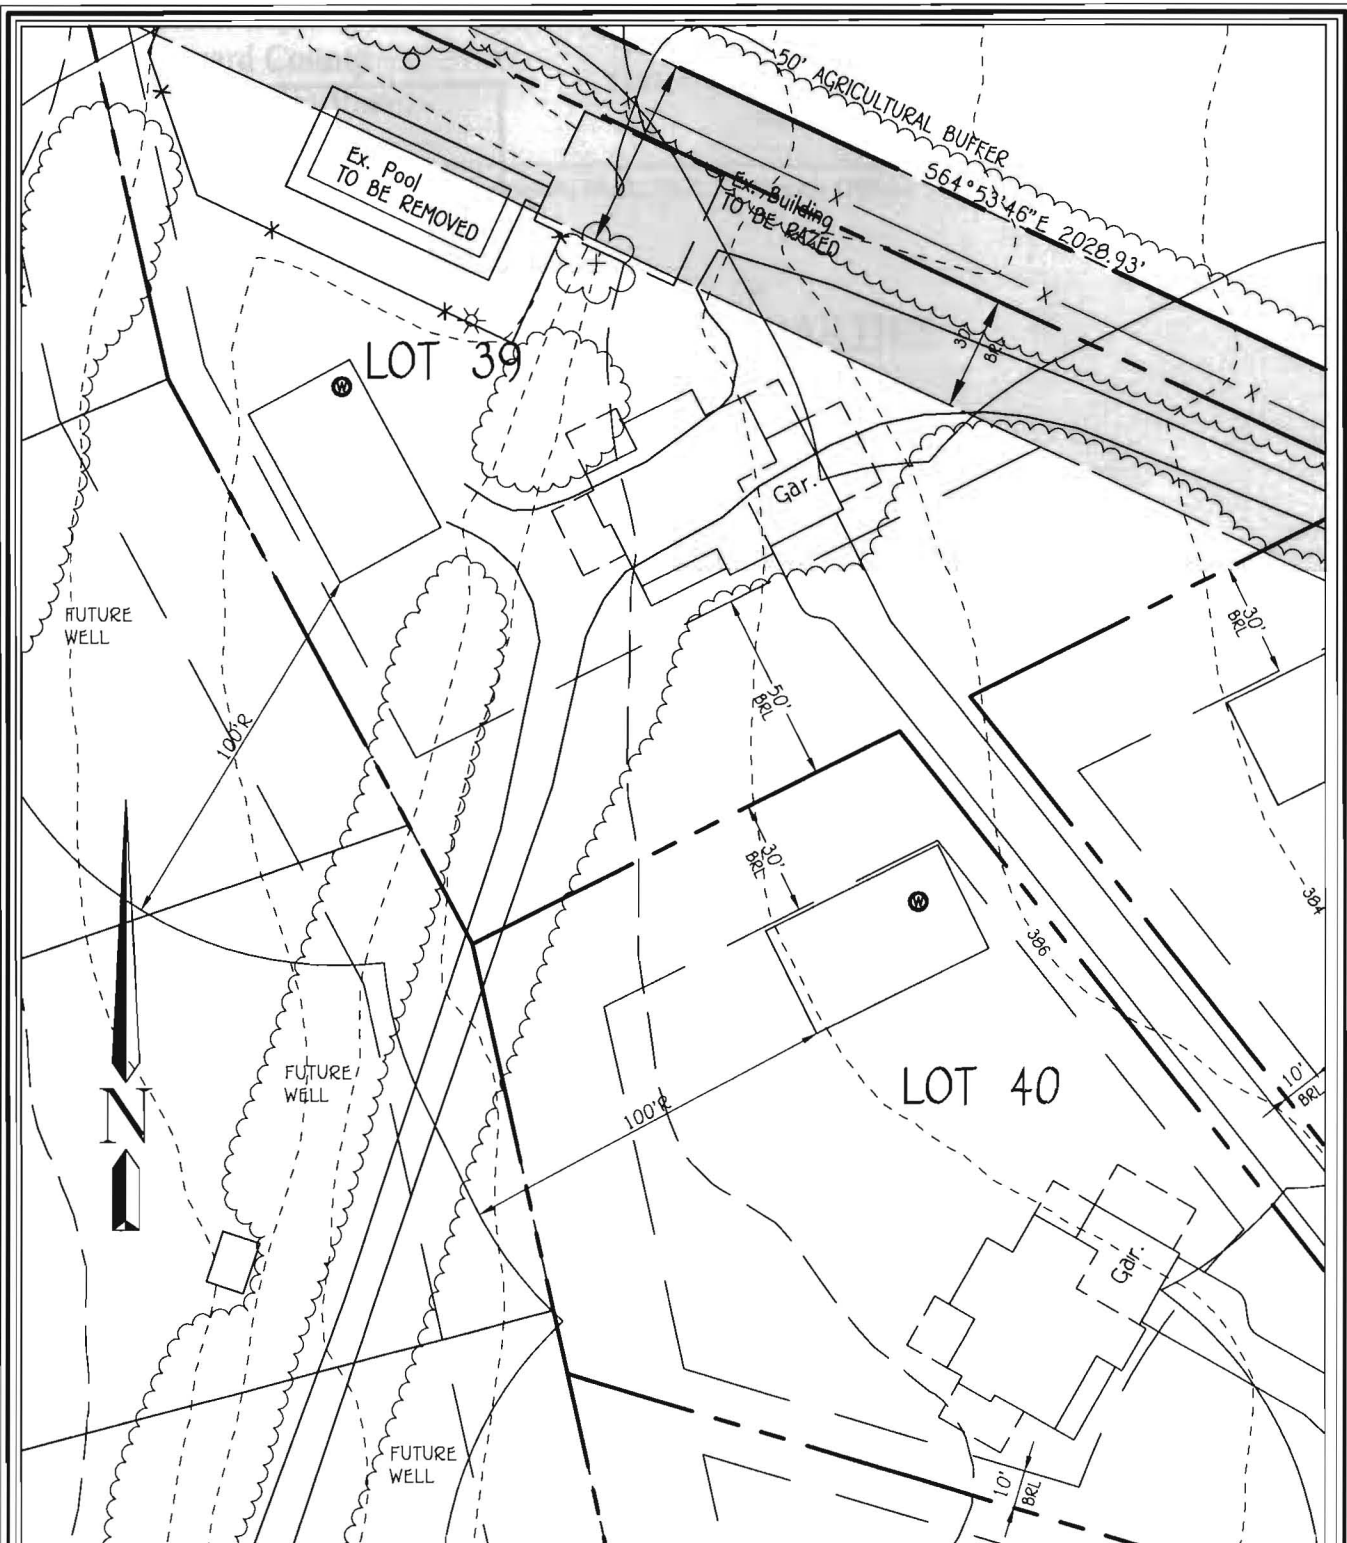 50' AGRICULTURAL BUFFER
S64°53'46"E 2028.93'
Ex. Pool
TO BE REMOVED
Ex. Building
TO BE RAZED
30'
BRL
LOT 39
W
Gar.
FUTURE
WELL
30'
BRL
50'
BRL
100'R
30'
BRL
W
384
386
FUTURE
WELL
N
LOT 40
10'
BRL
100'R
Gar.
FUTURE
WELL
10'
BRL